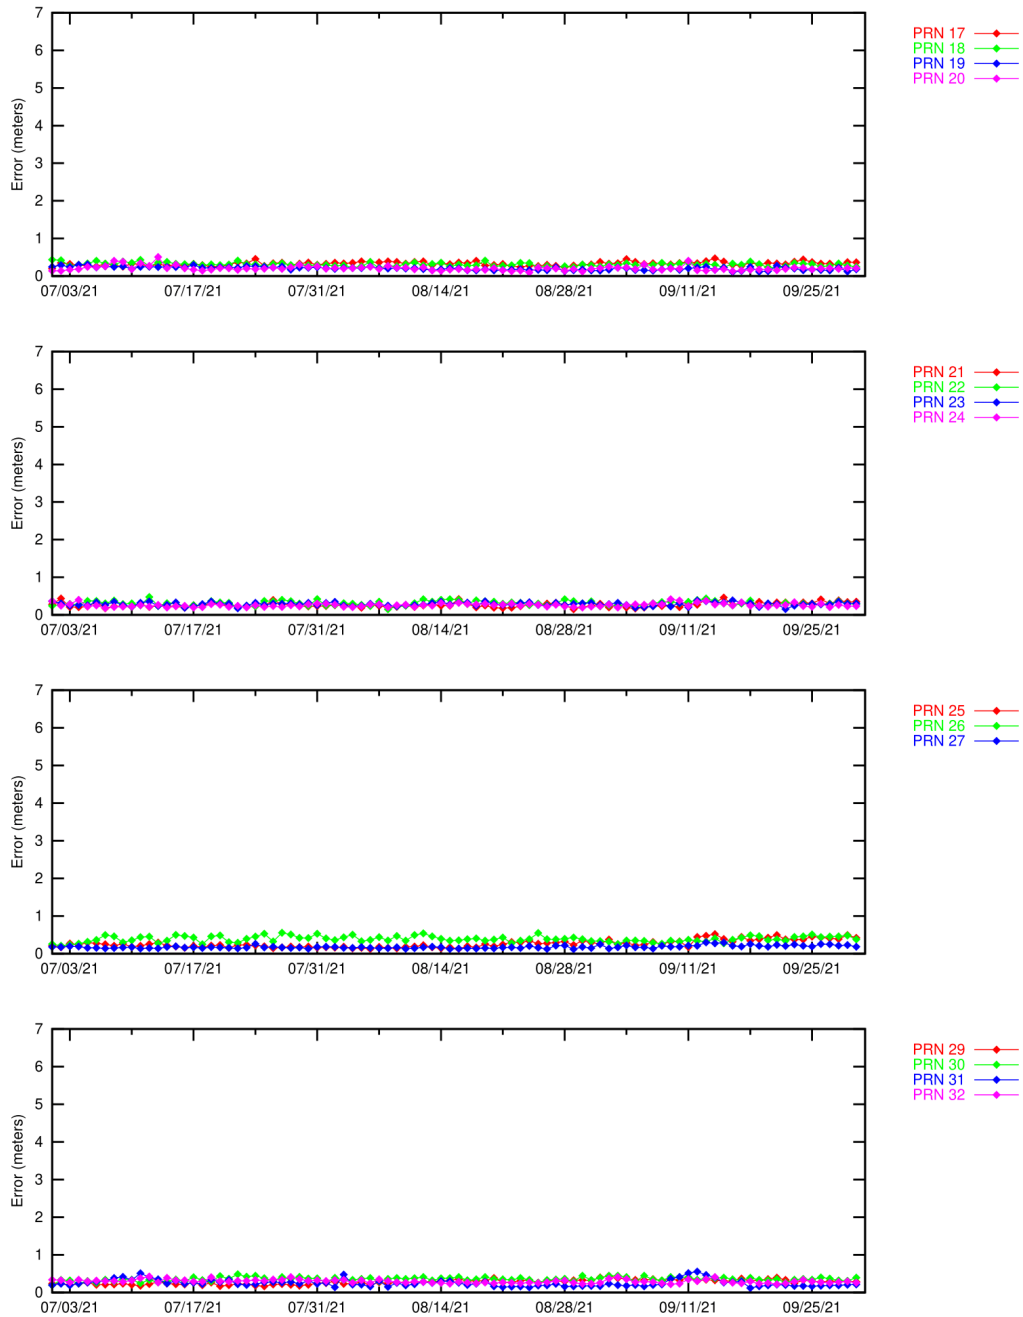 7
6
5
4
3
2
1
0
Error (meters)
07/03/21 07/17/21 07/31/21 08/14/21 08/28/21 09/11/21 09/25/21
PRN 17
PRN 18
PRN 19
PRN 20
7
6
5
4
3
2
1
0
Error (meters)
07/03/21 07/17/21 07/31/21 08/14/21 08/28/21 09/11/21 09/25/21
PRN 21
PRN 22
PRN 23
PRN 24
7
6
5
4
3
2
1
0
Error (meters)
07/03/21 07/17/21 07/31/21 08/14/21 08/28/21 09/11/21 09/25/21
PRN 25
PRN 26
PRN 27
7
6
5
4
3
2
1
0
Error (meters)
07/03/21 07/17/21 07/31/21 08/14/21 08/28/21 09/11/21 09/25/21
PRN 29
PRN 30
PRN 31
PRN 32